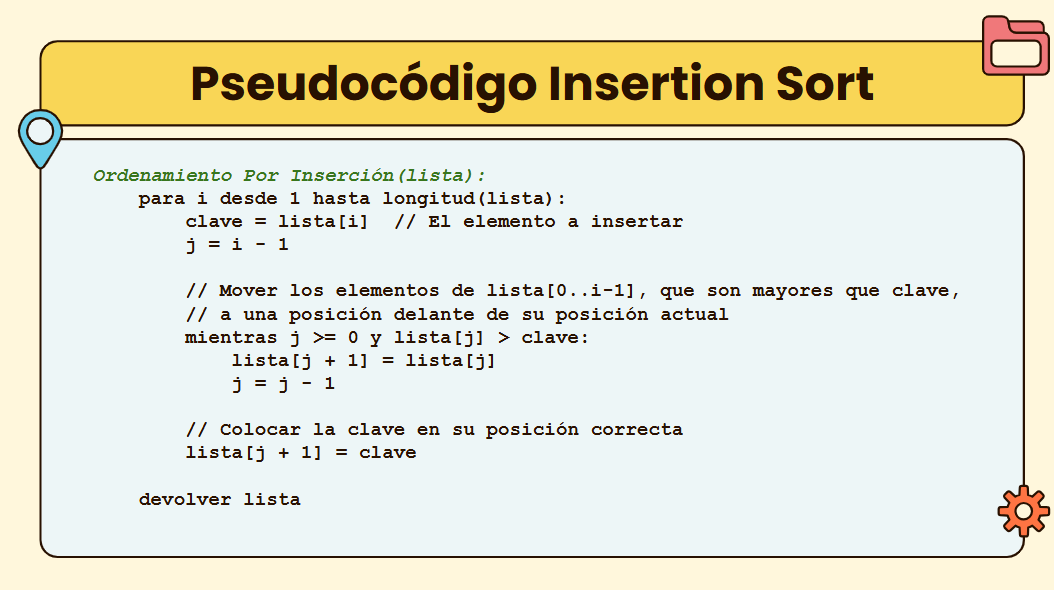 Pseudocódigo Insertion Sort
Ordenamiento Por Inserción(lista):
    para i desde 1 hasta longitud(lista):
        clave = lista[i]  // El elemento a insertar
        j = i - 1

        // Mover los elementos de lista[0..i-1], que son mayores que clave,
        // a una posición delante de su posición actual
        mientras j >= 0 y lista[j] > clave:
            lista[j + 1] = lista[j]
            j = j - 1

        // Colocar la clave en su posición correcta
        lista[j + 1] = clave

    devolver lista